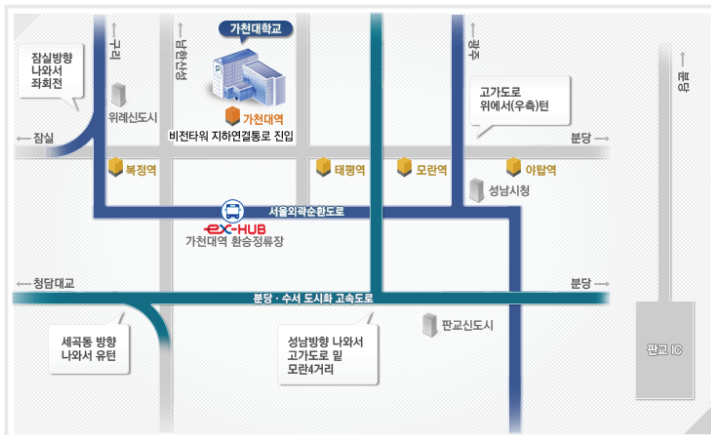 가천대학교
구리
남한산성
광주
분당
잠실방향
나와서
좌회전
위례신도시
가천대역
비전타워 지하연결통로 진입
고가도로
위에서(우측)턴
← 잠실
분당 →
복정역
태평역
모란역
야탑역
성남시청
서울외곽순환도로
ex-HUB
가천대역 환승정류장
← 청담대교
분당 →
분당·수서 도시화 고속도로
세곡동 방향
나와서 유턴
성남방향 나와서
고가도로 밑
모란4거리
판교신도시
판교 IC